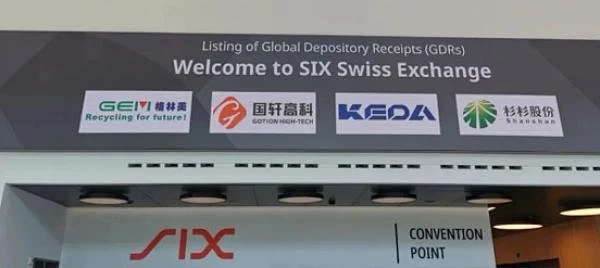 Listing of Global Depository Receipts (GDRs)
Welcome to SIX Swiss Exchange
GEM 格林美
Recycling for future!
国轩高科
GOTION HIGH-TECH
KEDA
杉杉股份
Shanshan
SIX
CONVENTION
POINT